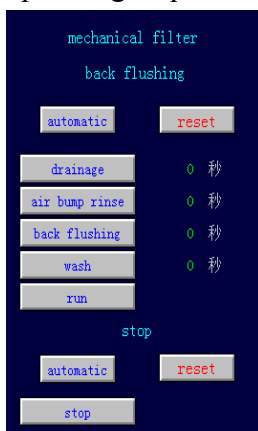 mechanical filter
back flushing
automatic reset
drainage 0 秒
air bump rinse 0 秒
back flushing 0 秒
wash 0 秒
run
stop
automatic reset
stop